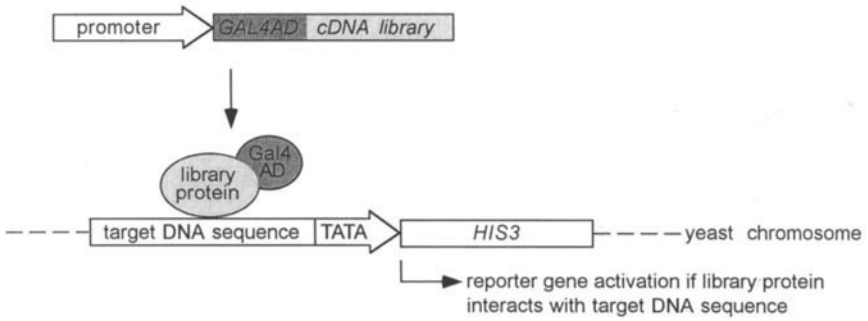 promoter GAL4AD cDNA library
Gal4
AD
library
protein
target DNA sequence TATA HIS3 yeast chromosome
reporter gene activation if library protein
interacts with target DNA sequence